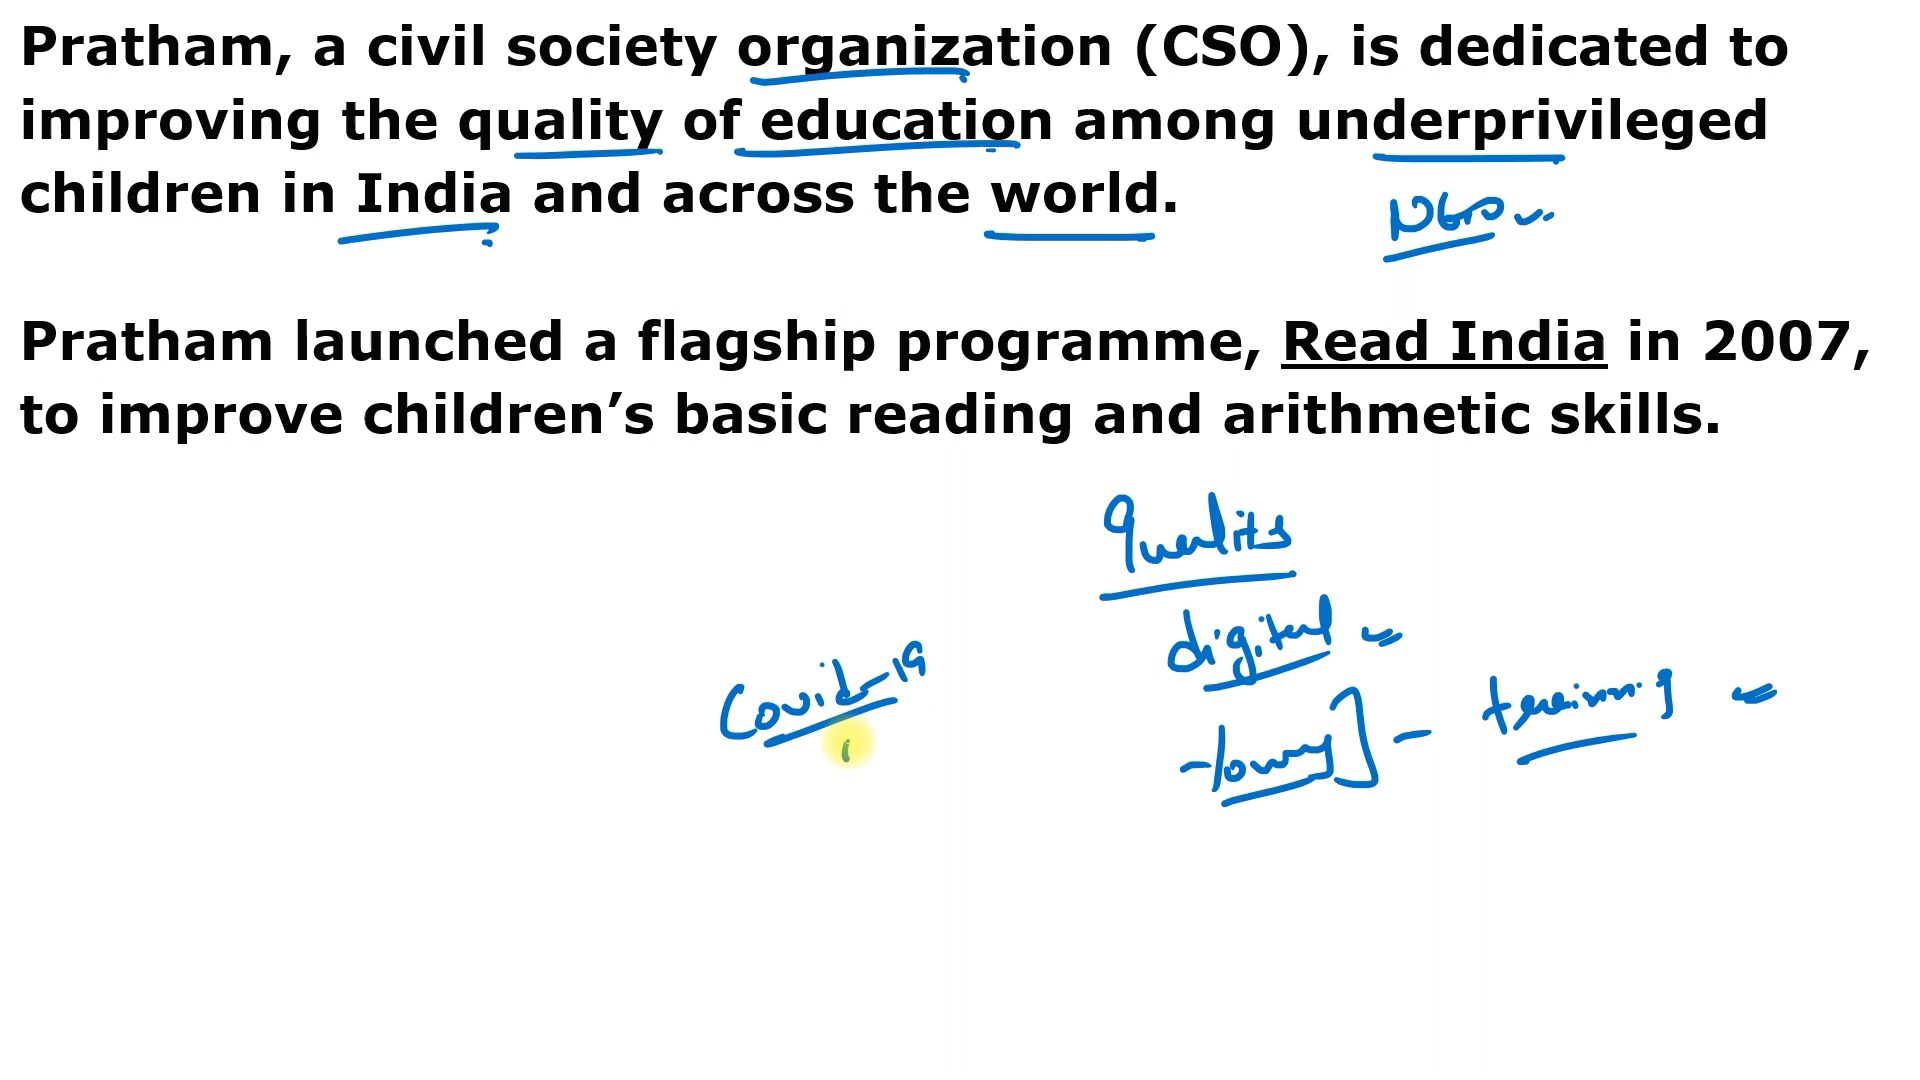 Pratham, a civil society organization (CSO), is dedicated to
improving the quality of education among underprivileged
children in India and across the world.
NGO
Pratham launched a flagship programme, Read India in 2007,
to improve children’s basic reading and arithmetic skills.
Quality
digital
Covid-19
training